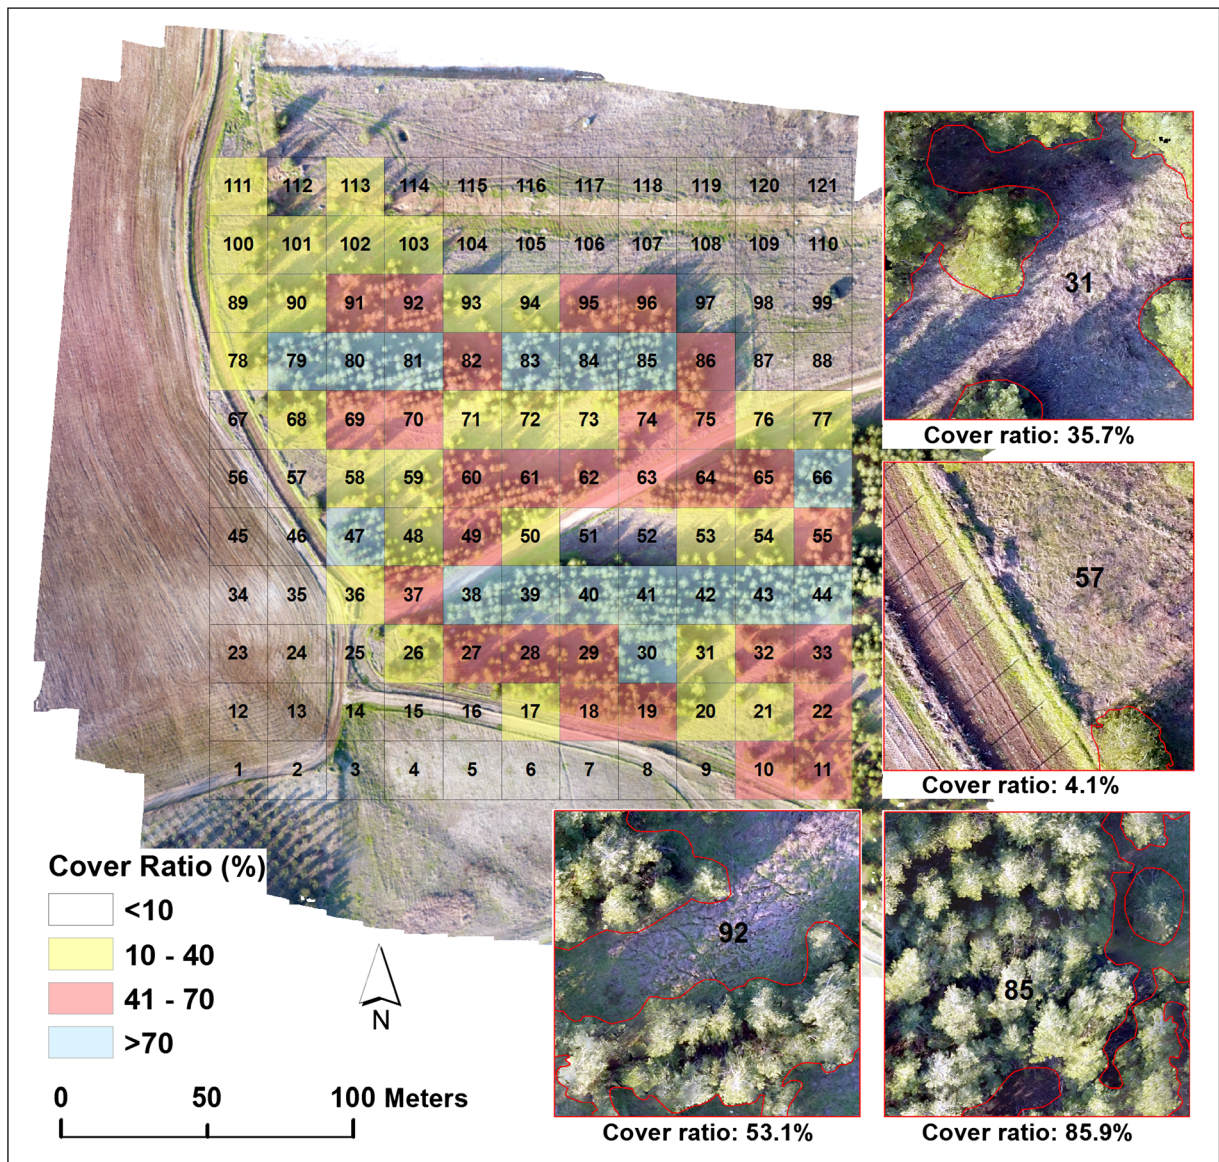 111 112 113 114 115 116 117 118 119 120 121
100 101 102 103 104 105 106 107 108 109 110
89 90 91 92 93 94 95 96 97 98 99
78 79 80 81 82 83 84 85 86 87 88
67 68 69 70 71 72 73 74 75 76 77
56 57 58 59 60 61 62 63 64 65 66
45 46 47 48 49 50 51 52 53 54 55
34 35 36 37 38 39 40 41 42 43 44
23 24 25 26 27 28 29 30 31 32 33
12 13 14 15 16 17 18 19 20 21 22
1 2 3 4 5 6 7 8 9 10 11
31
Cover ratio: 35.7%
57
Cover ratio: 4.1%
92
Cover ratio: 53.1%
85
Cover ratio: 85.9%
Cover Ratio (%)
<10
10 - 40
41 - 70
>70
N
0 50 100 Meters